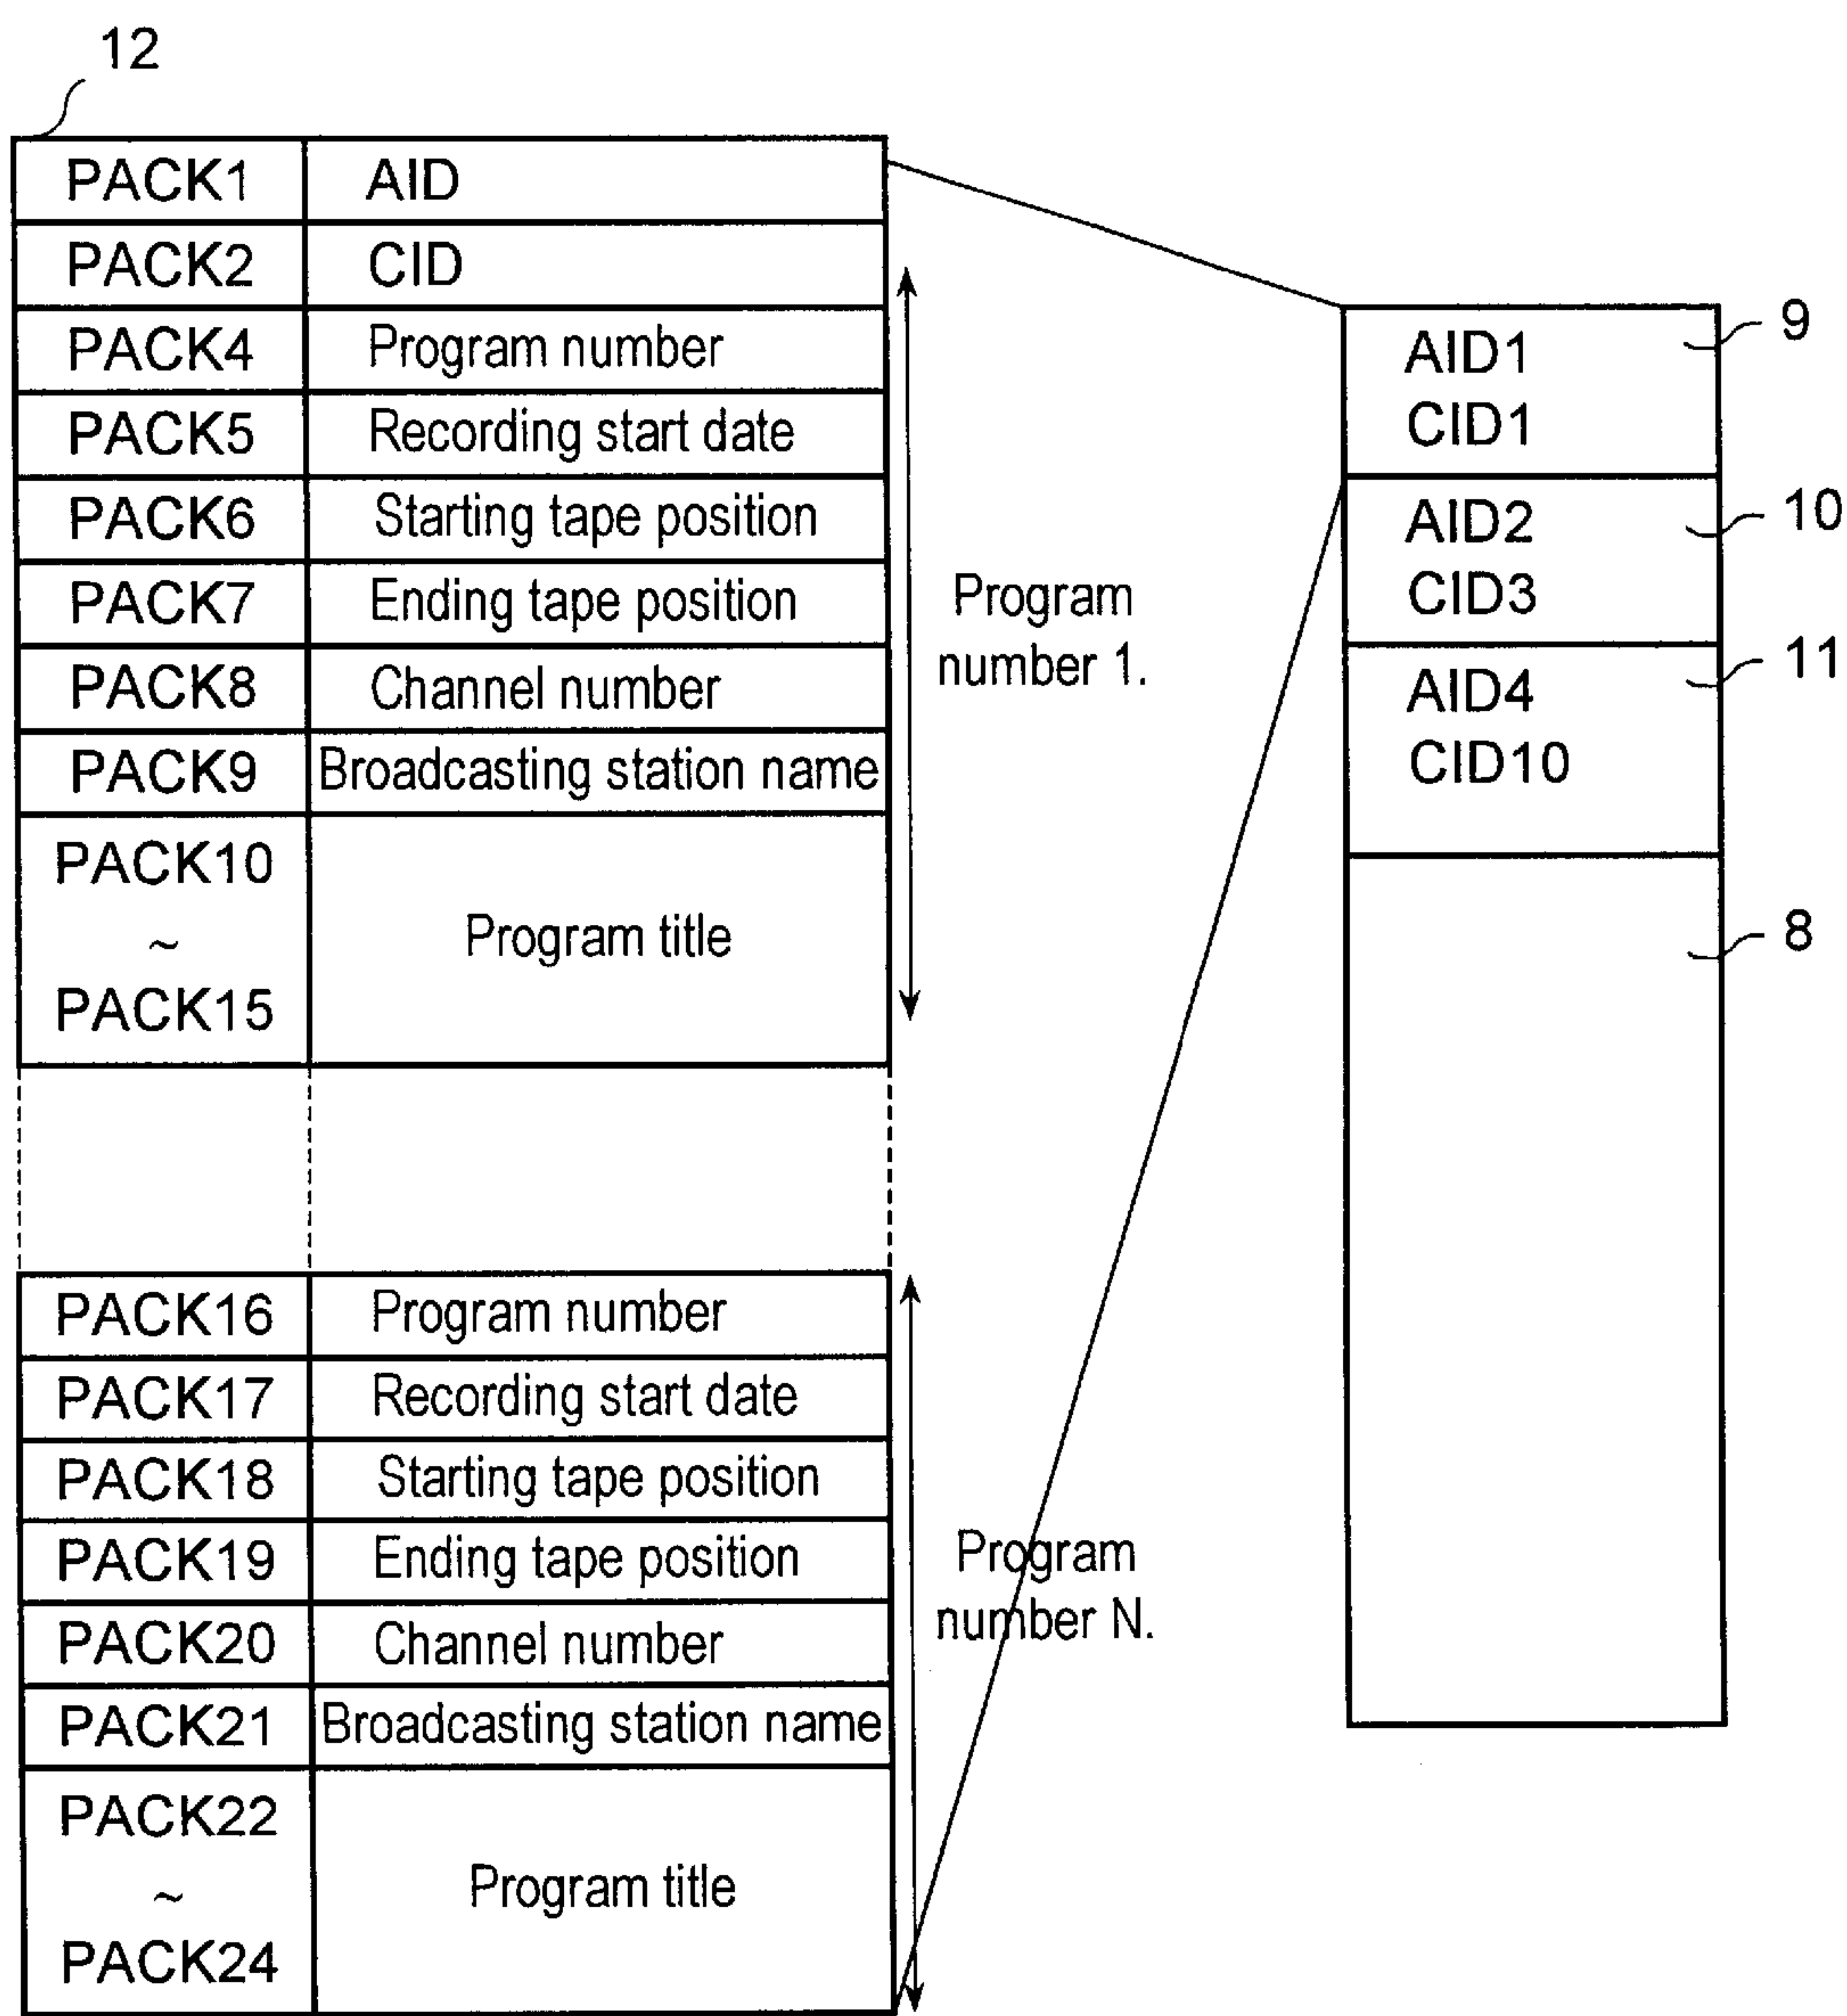 12
PACK1 AID
PACK2 CID
PACK4 Program number
PACK5 Recording start date
PACK6 Starting tape position
PACK7 Ending tape position
PACK8 Channel number
PACK9 Broadcasting station name
PACK10
~
PACK15
Program title
Program
number 1.
PACK16 Program number
PACK17 Recording start date
PACK18 Starting tape position
PACK19 Ending tape position
PACK20 Channel number
PACK21 Broadcasting station name
PACK22
~
PACK24
Program title
Program
number N.
AID1
CID1
9
AID2
CID3
10
AID4
CID10
11
8